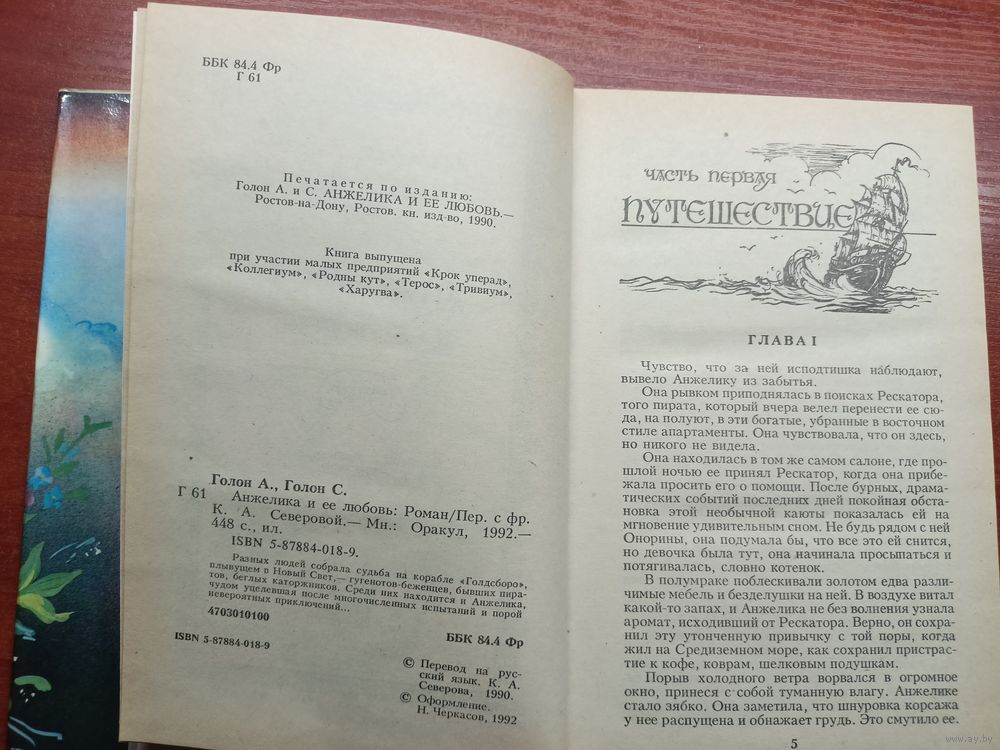 ББК 84.4 Фр
Г 61
Печатается по изданию:
Голон А. и С. АНЖЕЛИКА И ЕЕ ЛЮБОВЬ.—
Ростов-на-Дону, Ростов. кн. изд-во, 1990.
Книга выпущена
при участии малых предприятий «Крок уперад»,
«Коллегиум», «Родны кут», «Терос», «Тривиум»,
«Харугва».
Голон А., Голон С.
Г 61 Анжелика и ее любовь: Роман/Пер. с фр.
К. А. Северовой.— Мн.: Оракул, 1992.—
448 с., ил.
ISBN 5-87884-018-9.
Разных людей собрала судьба на корабле «Голдсборо»,
плывущем в Новый Свет,— гугенотов-беженцев, бывших пира-
тов, беглых каторжников. Среди них находится и Анжелика,
чудом уцелевшая после многочисленных испытаний и порой
невероятных приключений...
4703010100
ББК 84.4 Фр
ISBN 5-87884-018-9
© Перевод на рус-
ский язык. К. А.
Северова, 1990.
© Оформление.
Н. Черкасов, 1992
ЧАСТЬ ПЕРВАЯ
ПУТЕШЕСТВИЕ
ГЛАВА I
Чувство, что за ней исподтишка наблюдают,
вывело Анжелику из забытья.
Она рывком приподнялась в поисках Рескатора,
того пирата, который вчера велел перенести ее сю-
да, на полуют, в эти богатые, убранные в восточном
стиле апартаменты. Она чувствовала, что он здесь,
но никого не видела.
Она находилась в том же самом салоне, где про-
шлой ночью ее принял Рескатор, когда она прибе-
жала просить его о помощи. После бурных, драма-
тических событий последних дней покойная обста-
новка этой необычной каюты показалась ей на
мгновение удивительным сном. Не будь рядом с ней
Онорины, она подумала бы, что все это ей снится,
но девочка была тут, она начинала просыпаться и
потягивалась, словно котенок.
В полумраке поблескивали золотом едва разли-
чимые мебель и безделушки на ней. В воздухе витал
какой-то запах, и Анжелика не без волнения узнала
аромат, исходивший от Рескатора. Верно, он сохра-
нил эту утонченную привычку с той поры, когда
жил на Средиземном море, как сохранил пристрас-
тие к кофе, коврам, шелковым подушкам.
Порыв холодного ветра ворвался в огромное
окно, принеся с собой туманную влагу. Анжелике
стало зябко. Она заметила, что шнуровка корсажа
у нее распущена и обнажает грудь. Это смутило ее.
5
www.ay.by